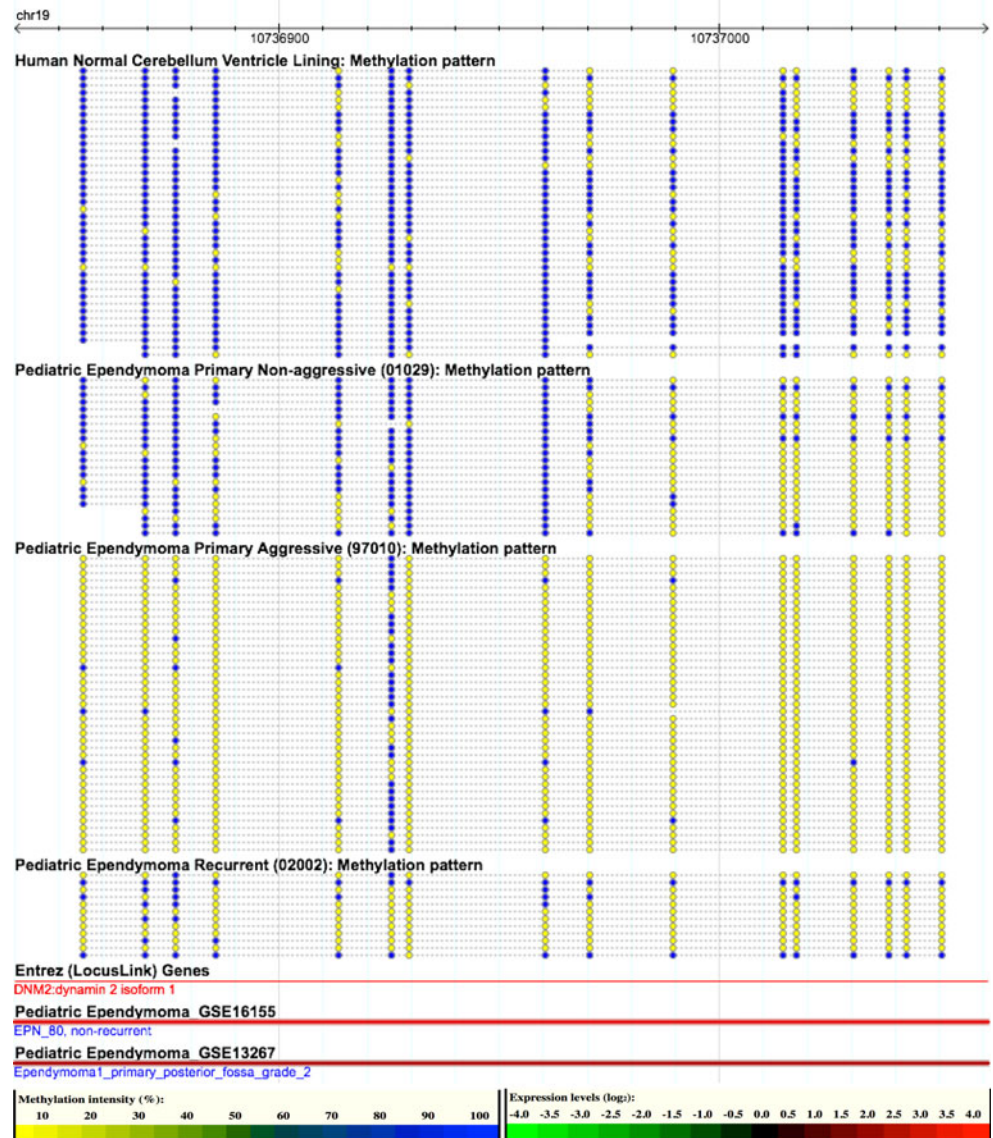 chr19
10736900 10737000
Human Normal Cerebellum Ventricle Lining: Methylation pattern
Pediatric Ependymoma Primary Non-aggressive (01029): Methylation pattern
Pediatric Ependymoma Primary Aggressive (97010): Methylation pattern
Pediatric Ependymoma Recurrent (02002): Methylation pattern
Entrez (LocusLink) Genes
DNM2:dynamin 2 isoform 1
Pediatric Ependymoma_GSE16155
EPN_80, non-recurrent
Pediatric Ependymoma_GSE13267
Ependymoma1_primary_posterior_fossa_grade_2
Methylation intensity (%): Expression levels (log2):
10 20 30 40 50 60 70 80 90 100 -4.0 -3.5 -3.0 -2.5 -2.0 -1.5 -1.0 -0.5 0.0 0.5 1.0 1.5 2.0 2.5 3.0 3.5 4.0